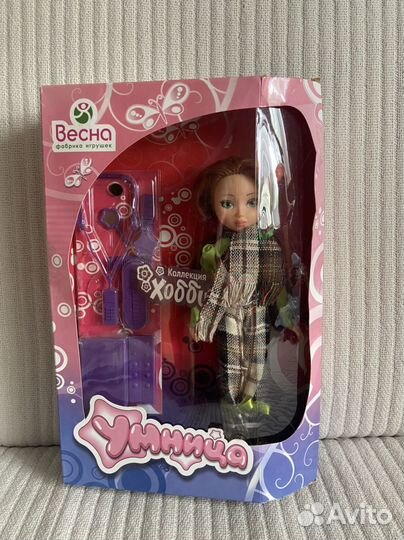 Весна
фабрика игрушек
Коллекция
Хобби
Умница
Avito